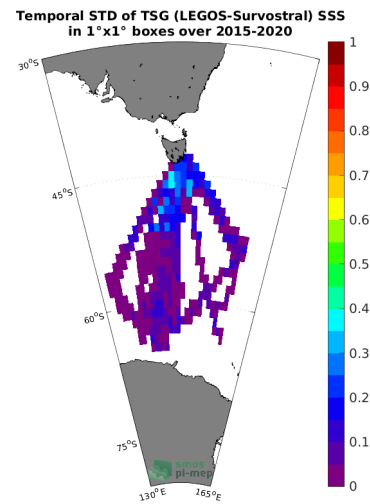 Temporal STD of TSG (LEGOS-Survostral) SSS
in 1°x1° boxes over 2015-2020
30°S
45°S
60°S
75°S
130°E
165°E
1
0.9
0.8
0.7
0.6
0.5
0.4
0.3
0.2
0.1
0
smos
pi-mep